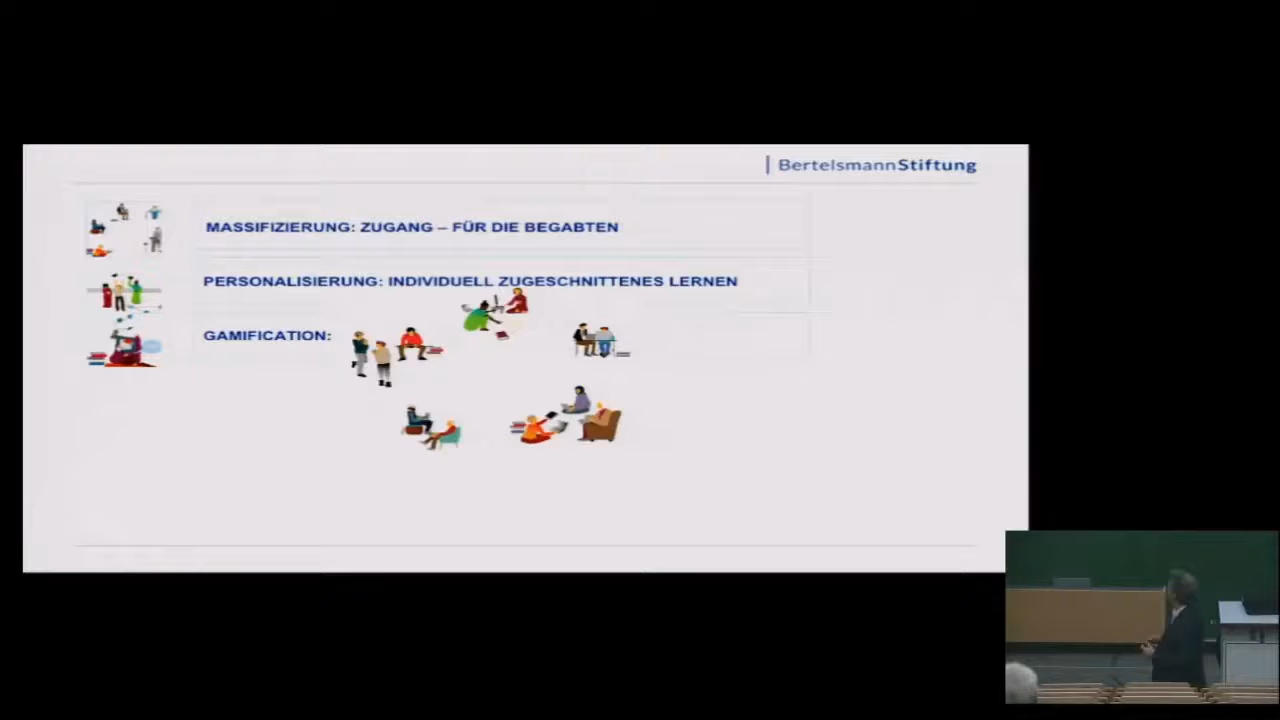 BertelsmannStiftung
MASSIFIZIERUNG: ZUGANG – FÜR DIE BEGABTEN
PERSONALISIERUNG: INDIVIDUELL ZUGESCHNITTENES LERNEN
GAMIFICATION: